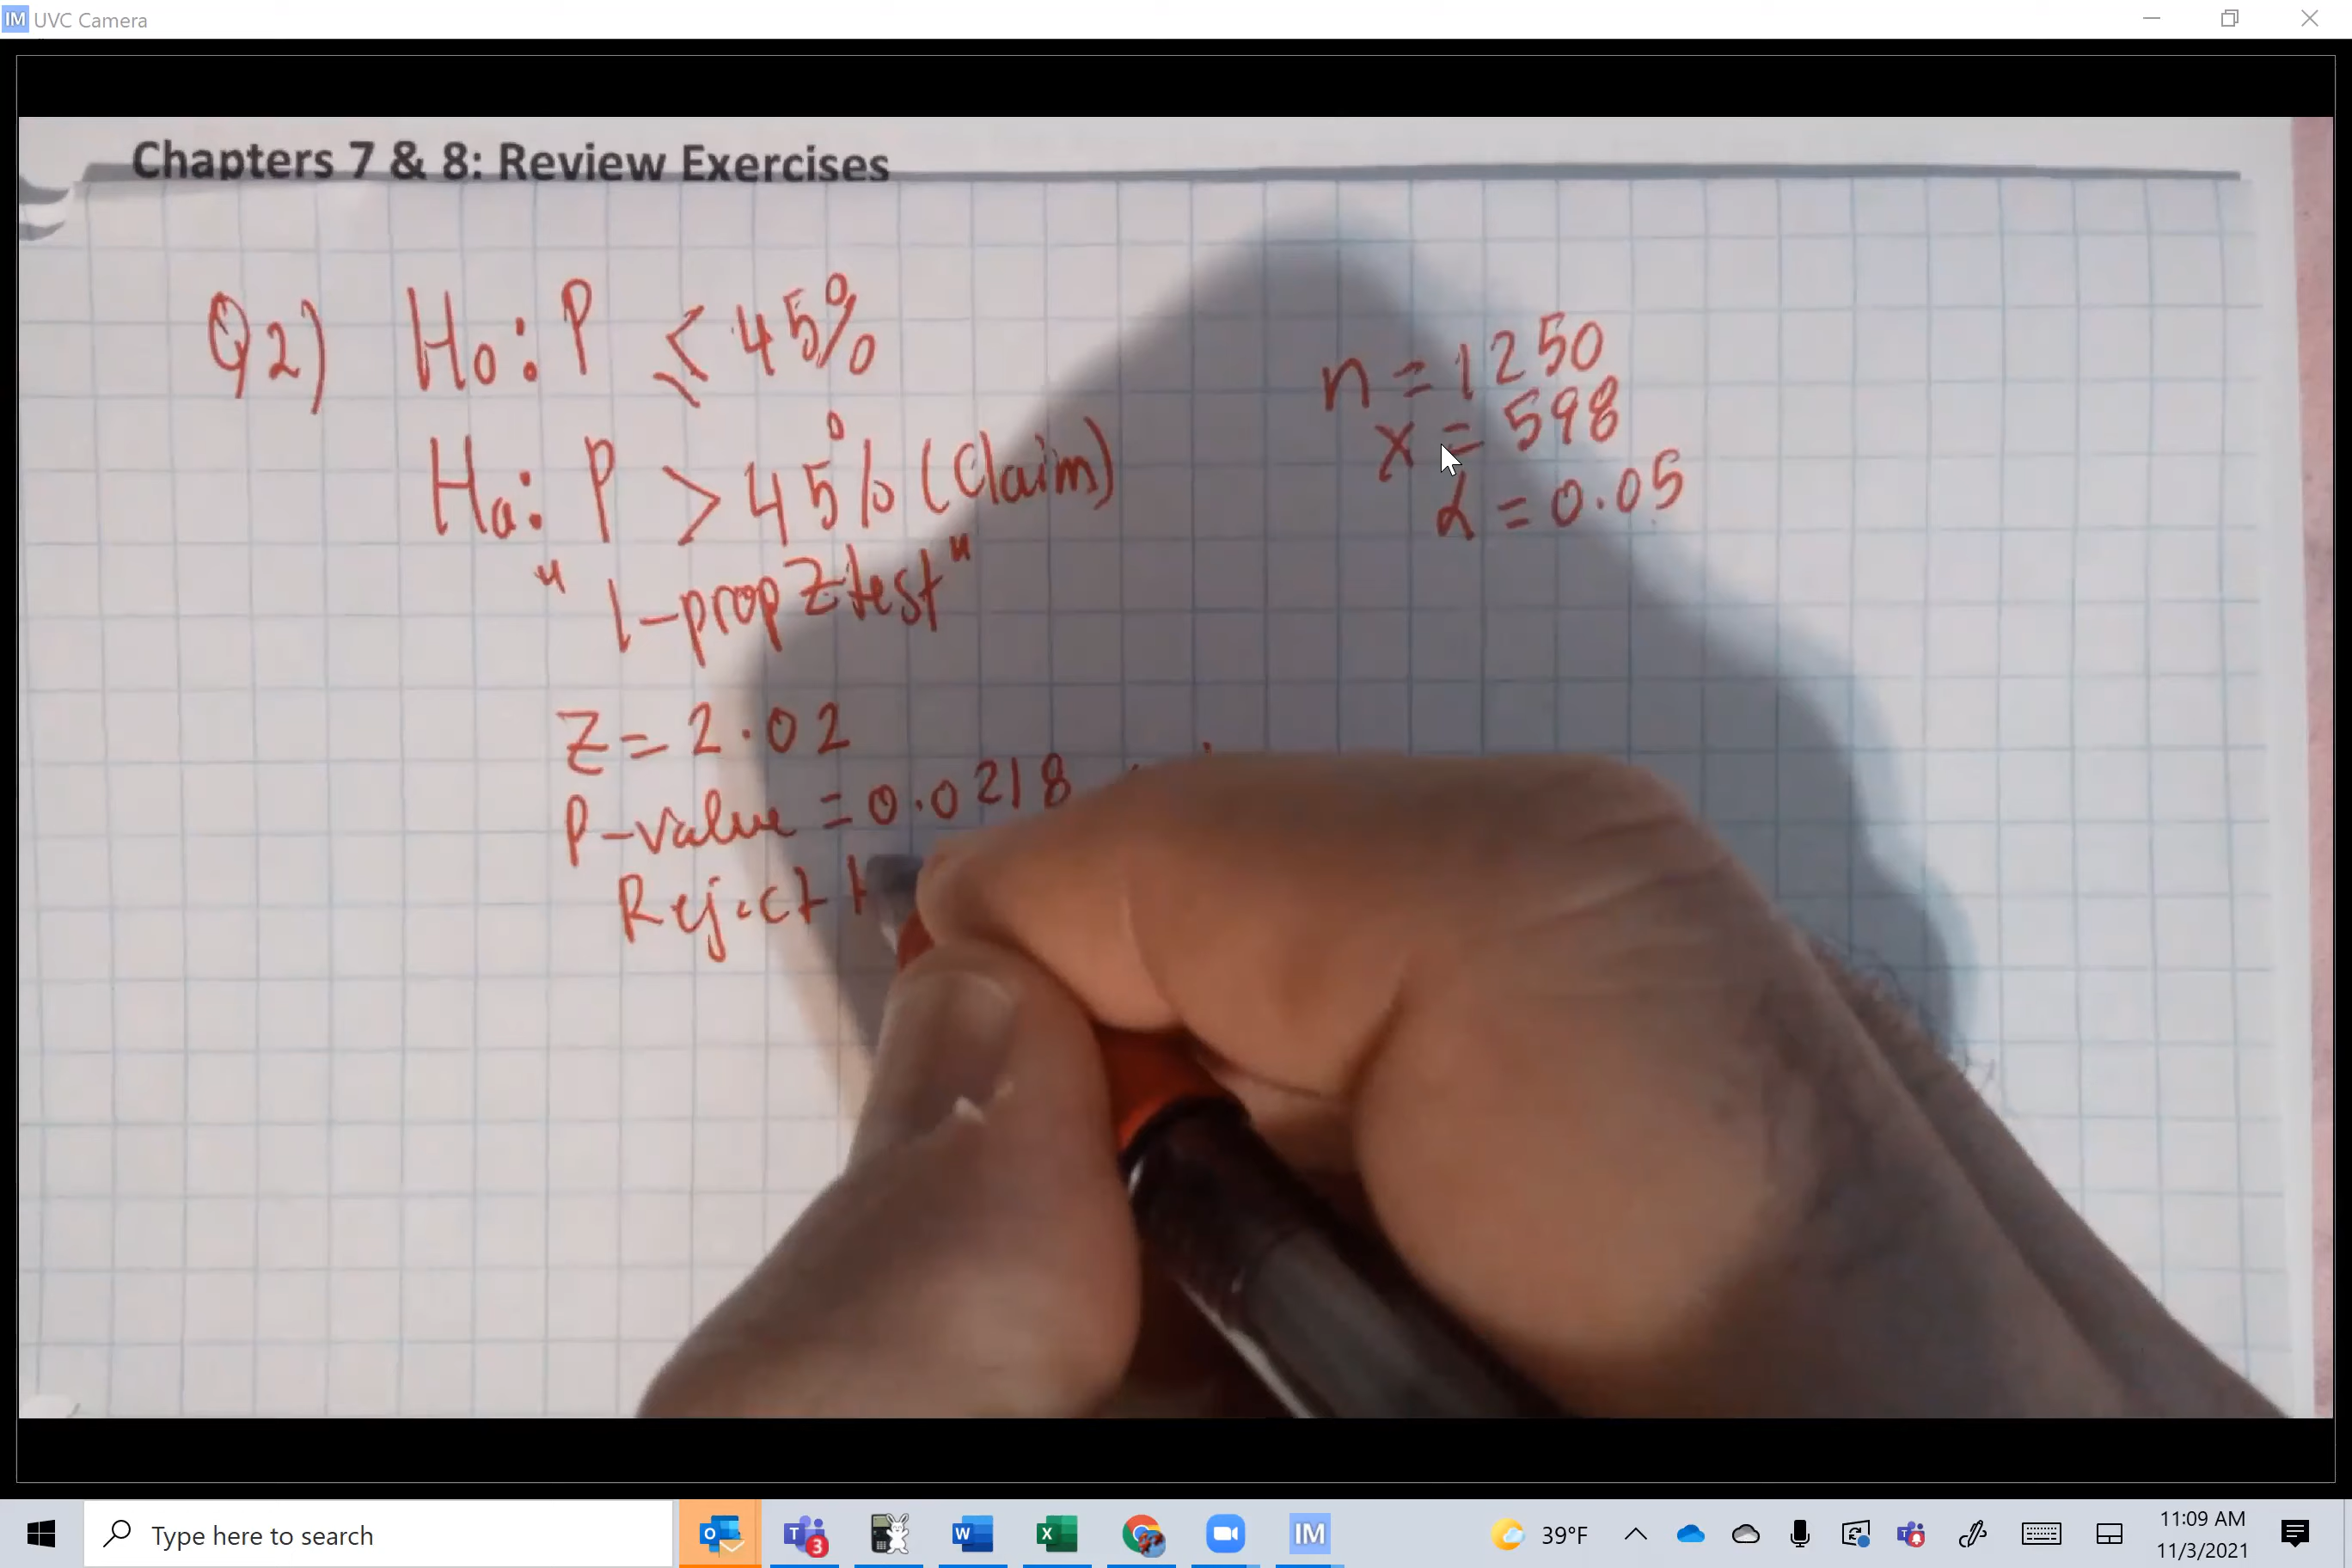 UVC Camera
Chapters 7 & 8: Review Exercises
Q2) Ho: P ≤ 45%
n = 1250
x = 598
α = 0.05
Ha: P > 45% (Claim)
" 1-prop Z test "
Z = 2.02
P-value = 0.0218
Reject
Type here to search
39°F
11:09 AM
11/3/2021